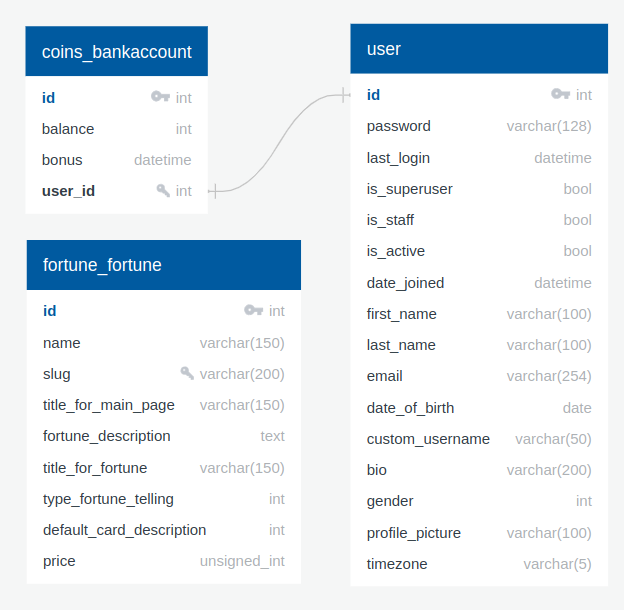 coins_bankaccount
id int
balance int
bonus datetime
user_id int
fortune_fortune
id int
name varchar(150)
slug varchar(200)
title_for_main_page varchar(150)
fortune_description text
title_for_fortune varchar(150)
type_fortune_telling int
default_card_description int
price unsigned_int
user
id int
password varchar(128)
last_login datetime
is_superuser bool
is_staff bool
is_active bool
date_joined datetime
first_name varchar(100)
last_name varchar(100)
email varchar(254)
date_of_birth date
custom_username varchar(50)
bio varchar(200)
gender int
profile_picture varchar(100)
timezone varchar(5)